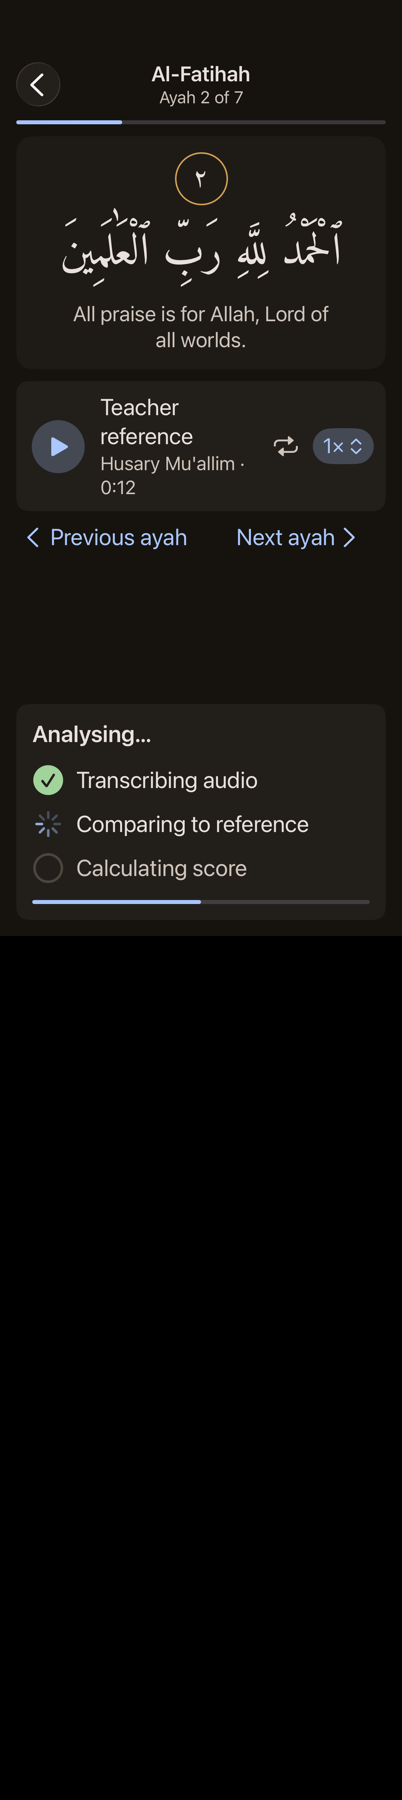 Al-Fatihah
Ayah 2 of 7
٢
ٱلْحَمْدُ لِلَّهِ رَبِّ ٱلْعَٰلَمِينَ
All praise is for Allah, Lord of
all worlds.
Teacher
reference
Husary Mu'allim ·
0:12
1×
Previous ayah
Next ayah
Analysing...
Transcribing audio
Comparing to reference
Calculating score